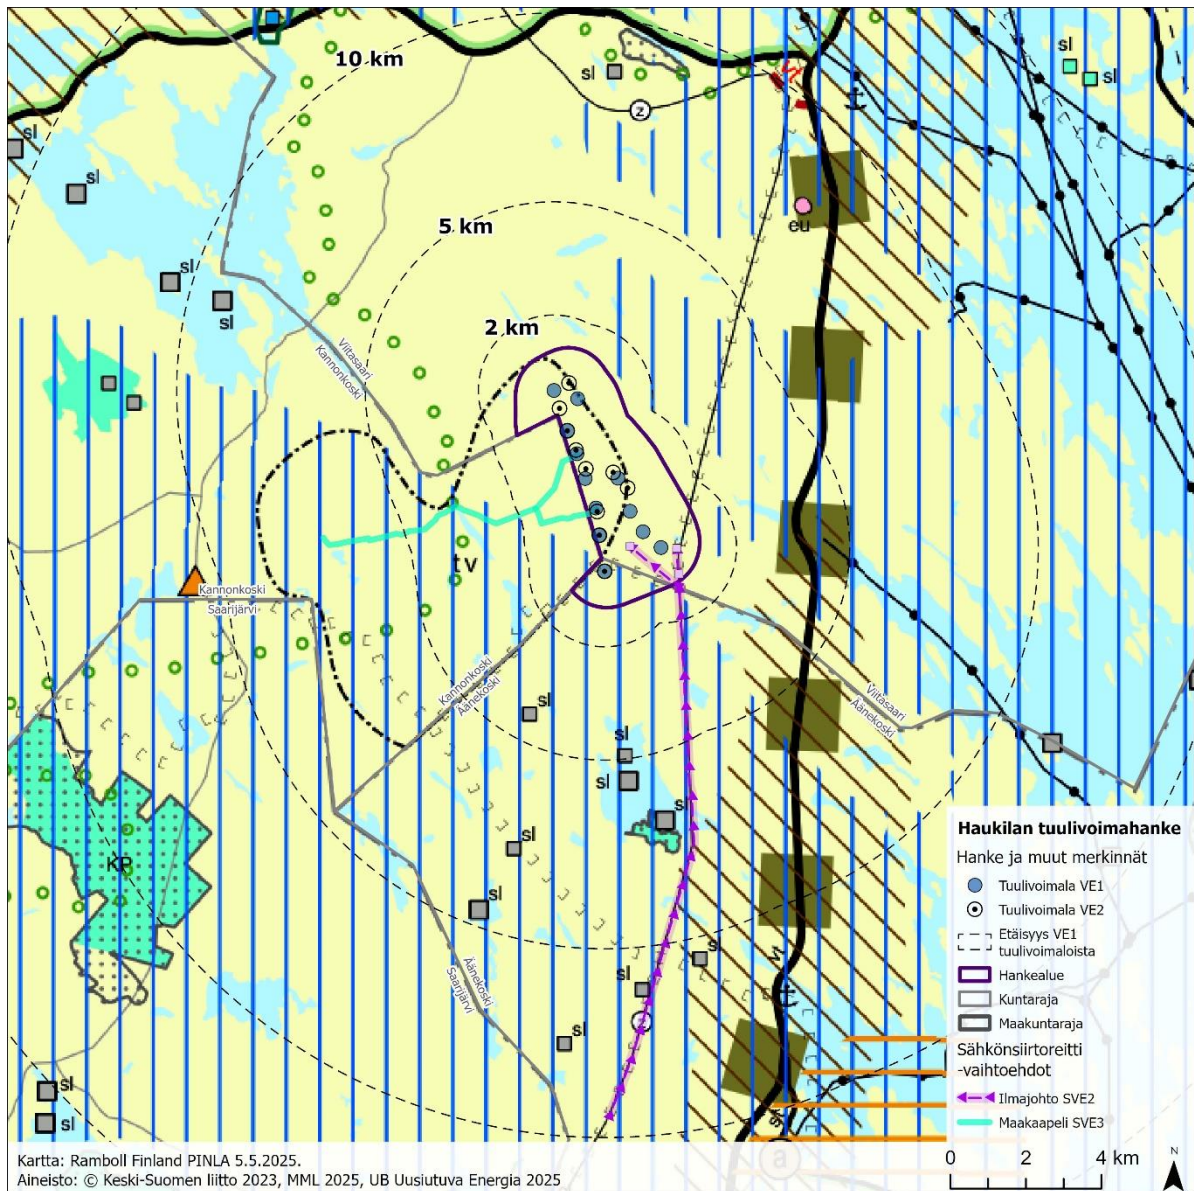 10 km
sl
z
sl
sl
sl
sl
eu
5 km
sl
sl
2 km
Viitasaari
Kannonkoski
tv
Kannonkoski
Saarijärvi
Kannonkoski
Äänekoski
Viitasaari
Äänekoski
sl
sl
sl
sl
sl
KP
sl
sl
sl
vt
Äänekoski
Saarijärvi
sl
sl
sl
a
Haukilan tuulivoimahanke
Hanke ja muut merkinnät
Tuulivoimala VE1
Tuulivoimala VE2
Etäisyys VE1
tuulivoimaloista
Hankealue
Kuntaraja
Maakuntaraja
Sähkönsiirtoreitti
-vaihtoehdot
Ilmajohto SVE2
Maakaapeli SVE3
0 2 4 km
N
Kartta: Ramboll Finland PINLA 5.5.2025.
Aineisto: © Keski-Suomen liitto 2023, MML 2025, UB Uusiutuva Energia 2025